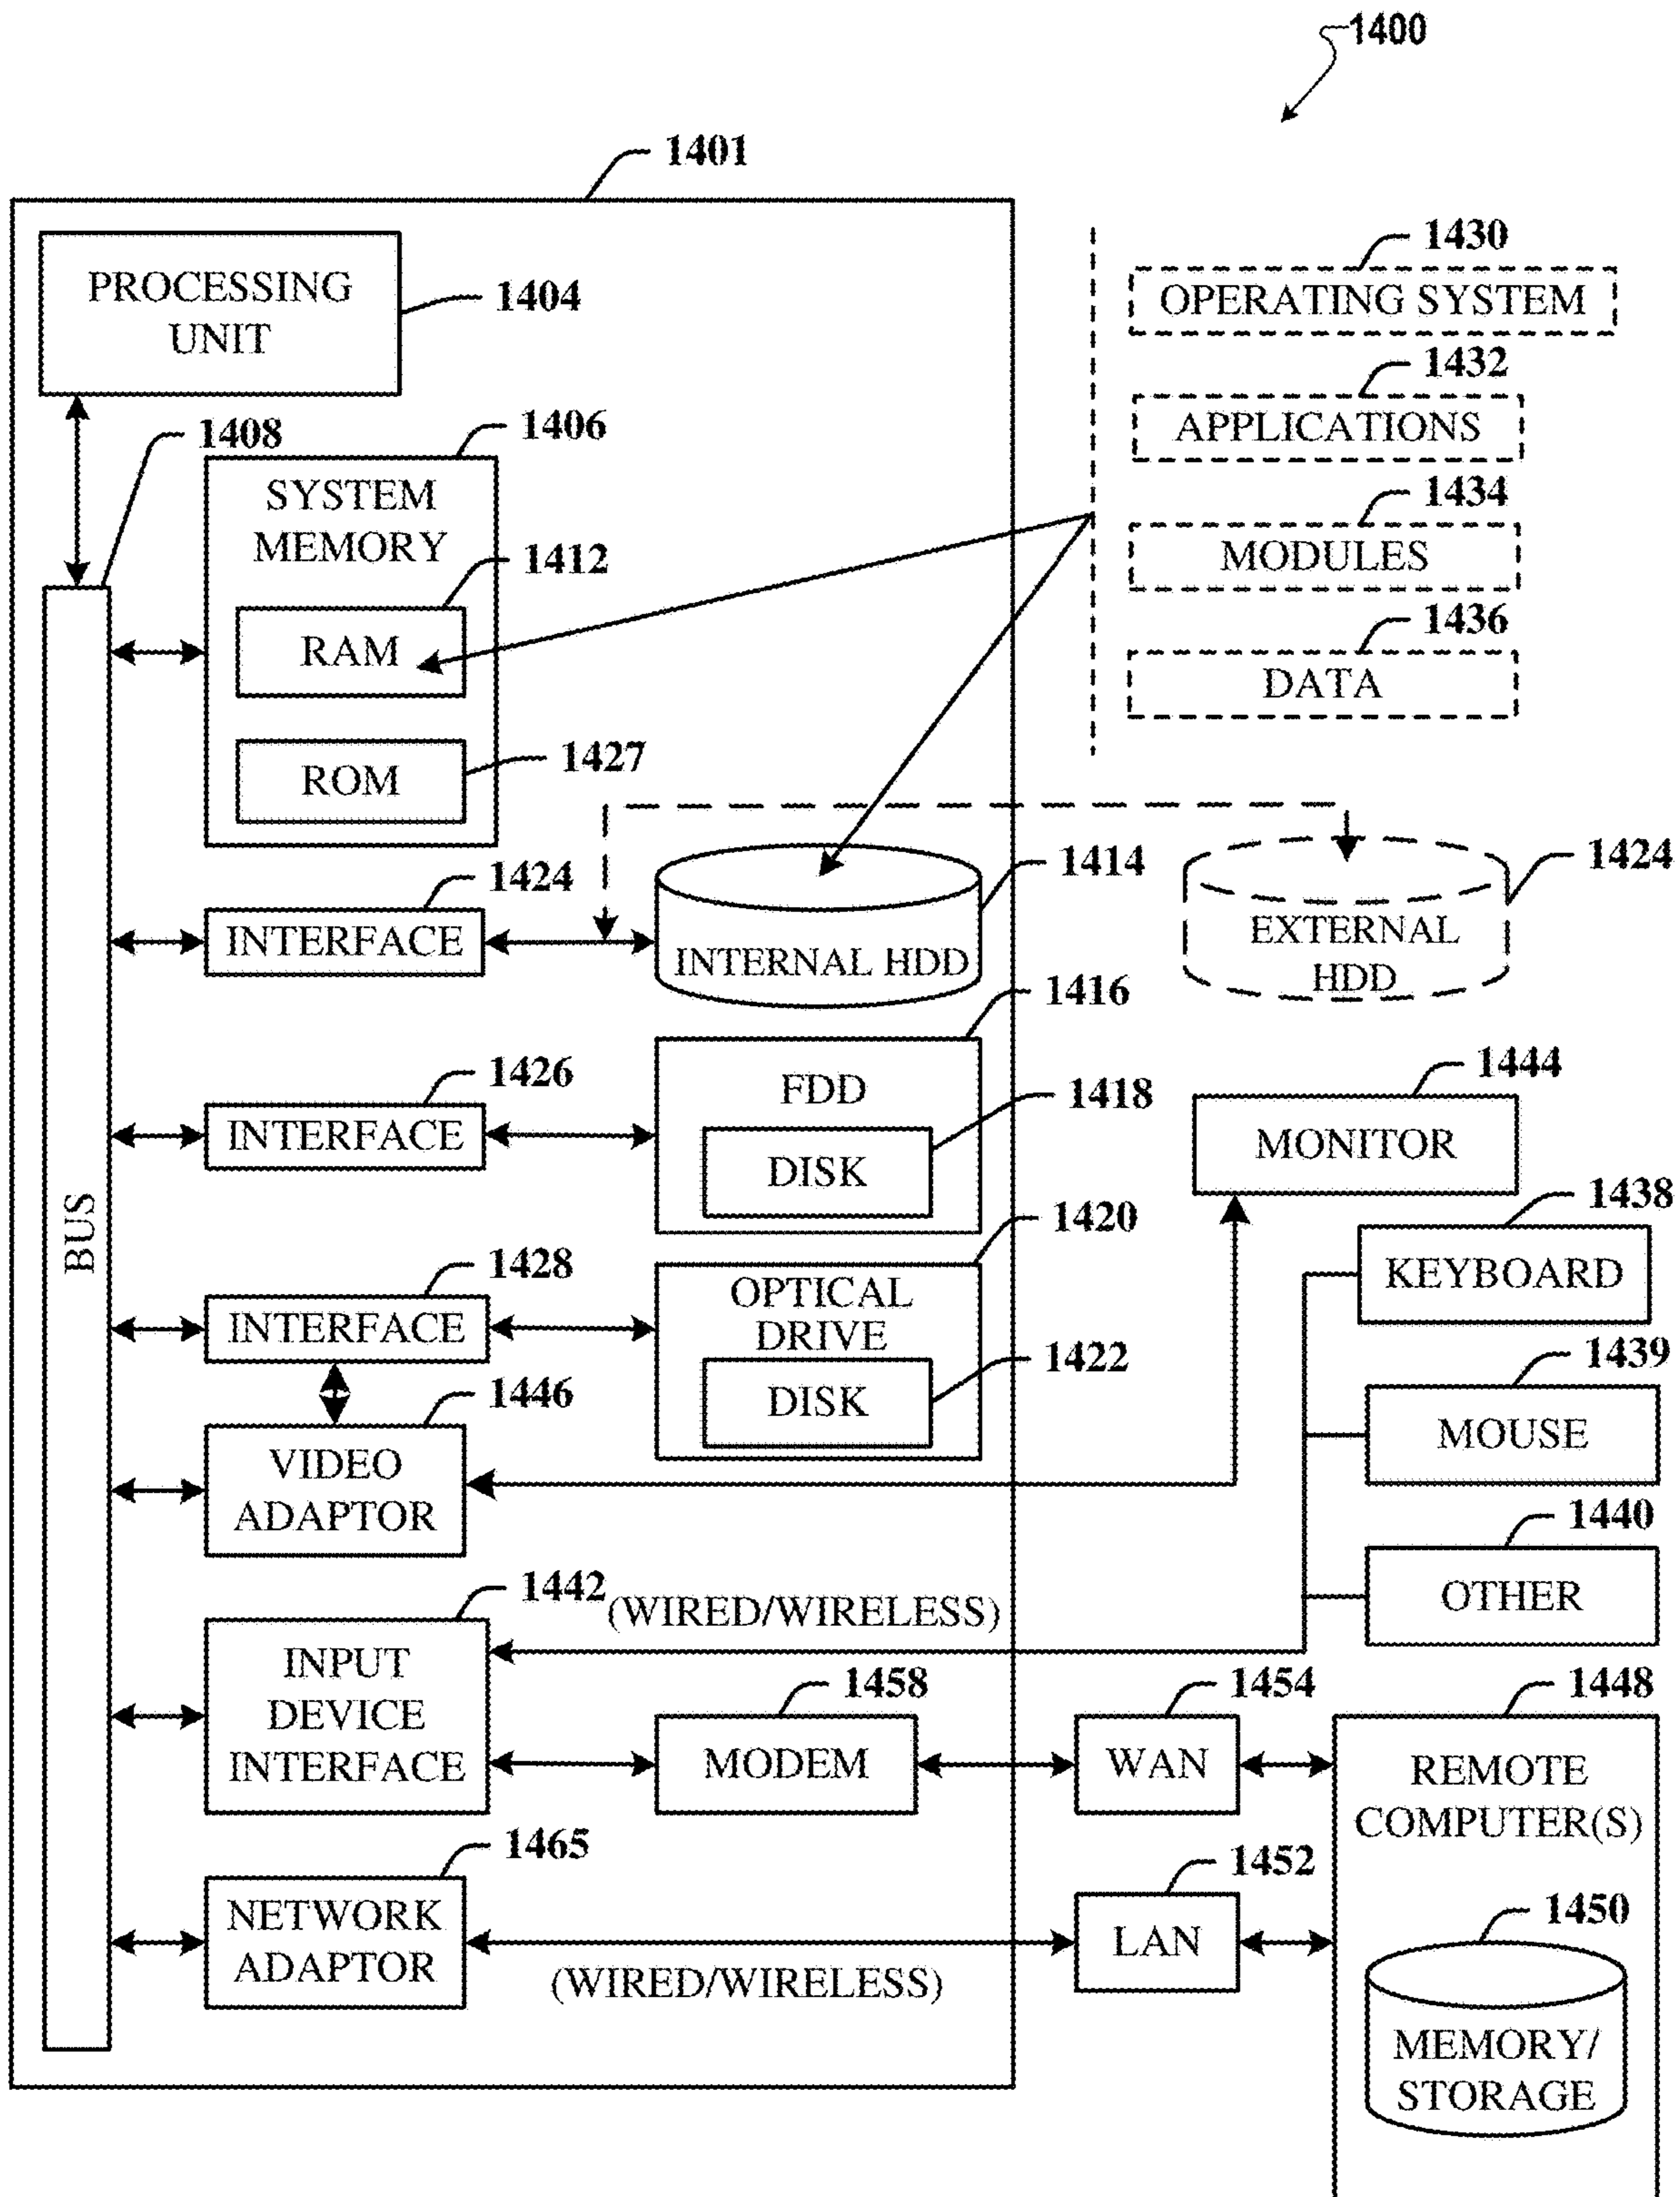 1400
1401
PROCESSING
UNIT
1404
1430
OPERATING SYSTEM
1432
APPLICATIONS
1434
MODULES
1436
DATA
1408
1406
SYSTEM
MEMORY
1412
RAM
1427
ROM
1424
INTERFACE
1414
INTERNAL HDD
1424
EXTERNAL
HDD
1416
FDD
1426
INTERFACE
1418
DISK
1444
MONITOR
BUS
1438
KEYBOARD
1420
OPTICAL
DRIVE
1428
INTERFACE
1422
DISK
1439
MOUSE
1446
VIDEO
ADAPTOR
1440
OTHER
1442
(WIRED/WIRELESS)
INPUT
DEVICE
INTERFACE
1458
MODEM
1454
WAN
1448
REMOTE
COMPUTER(S)
1465
NETWORK
ADAPTOR
(WIRED/WIRELESS)
1452
LAN
1450
MEMORY/
STORAGE